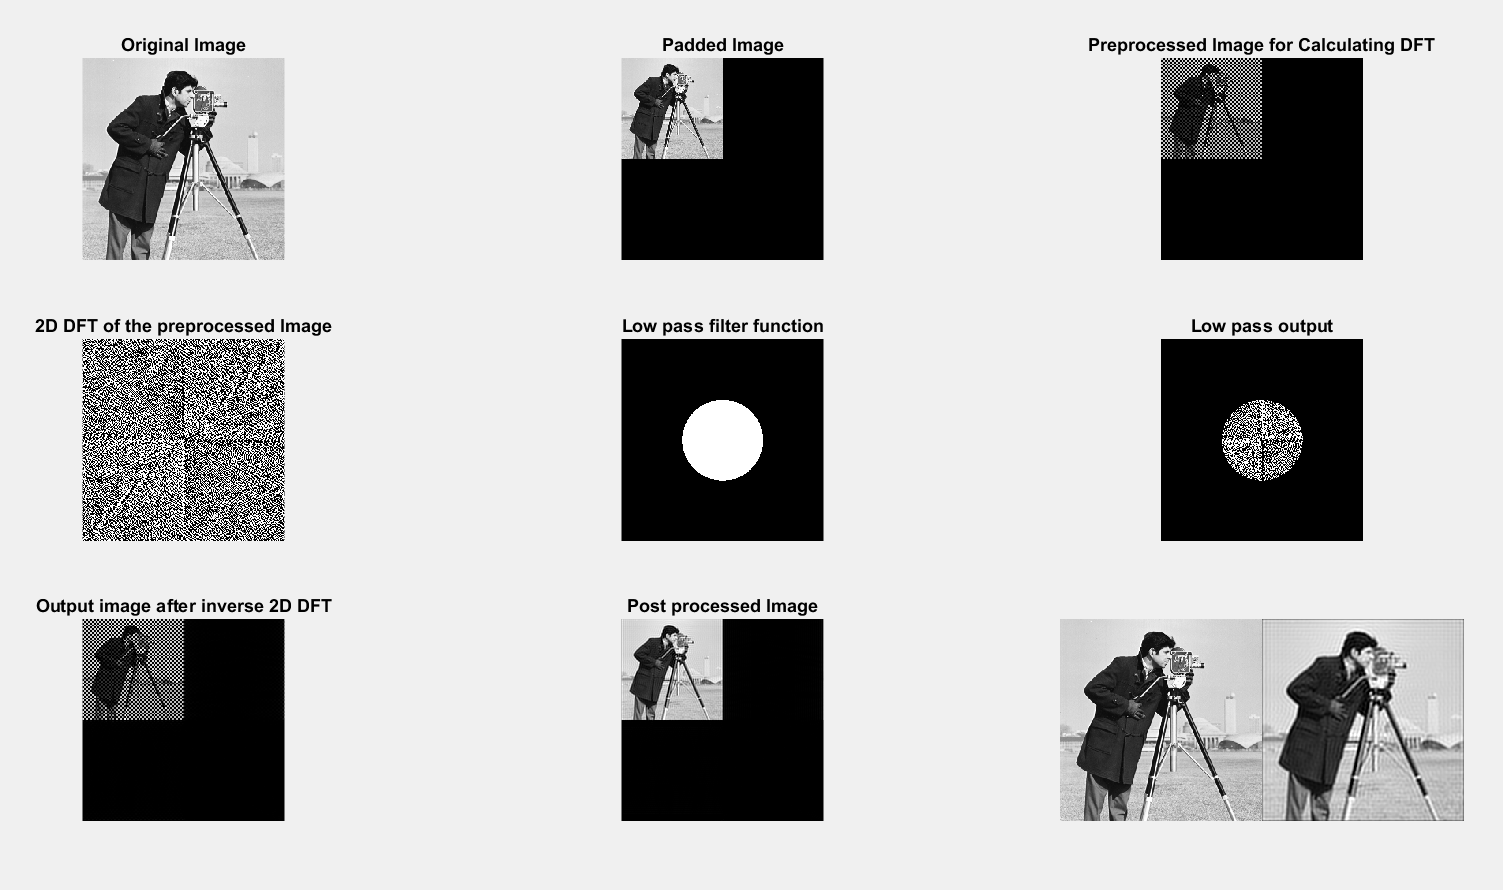 Original Image
Padded Image
Preprocessed Image for Calculating DFT
2D DFT of the preprocessed Image
Low pass filter function
Low pass output
Output image after inverse 2D DFT
Post processed Image